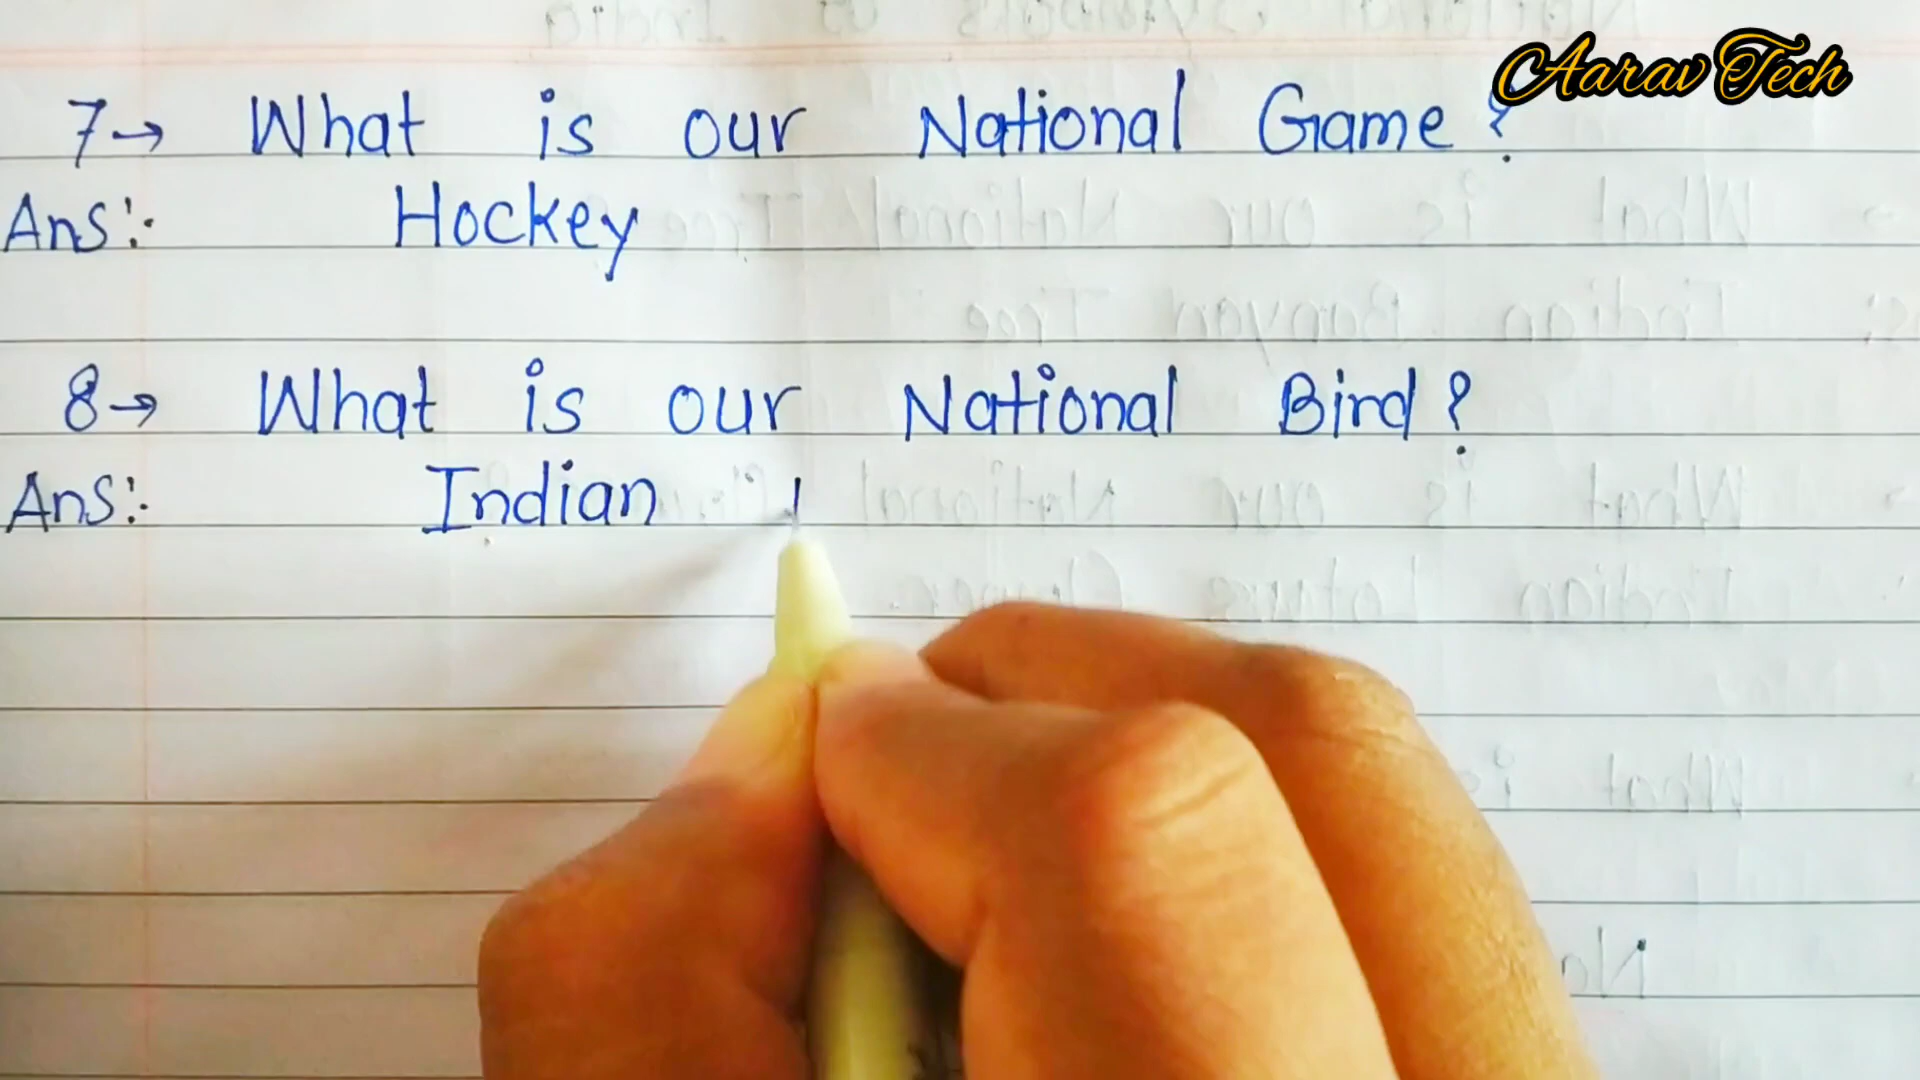 Aarav Tech
7→ What is our National Game?
Ans:- Hockey
8→ What is our National Bird?
Ans:- Indian